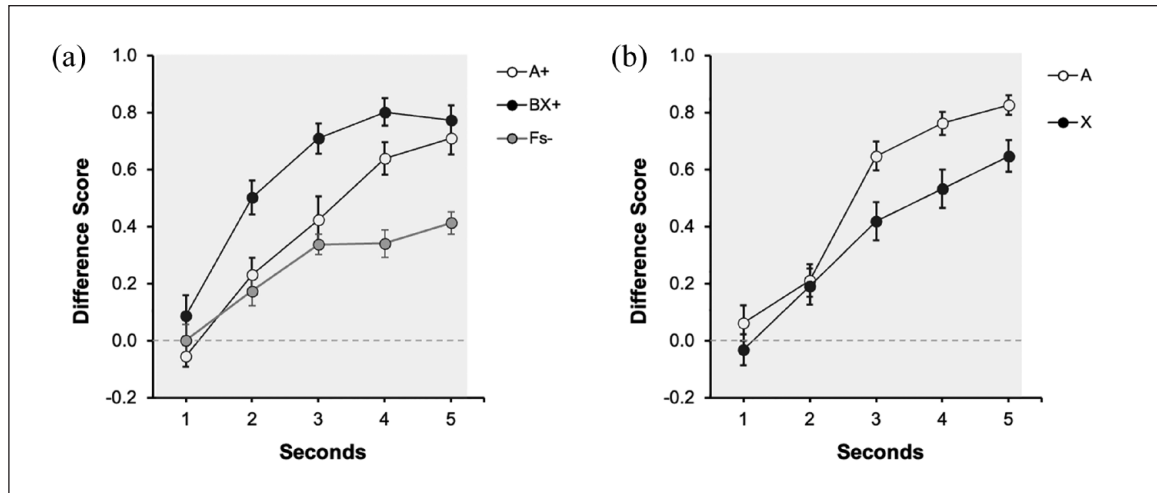 (a)
1.0
0.8
0.6
0.4
0.2
0.0
-0.2
Difference Score
1 2 3 4 5
Seconds
A+
BX+
Fs-
(b)
1.0
0.8
0.6
0.4
0.2
0.0
-0.2
Difference Score
1 2 3 4 5
Seconds
A
X